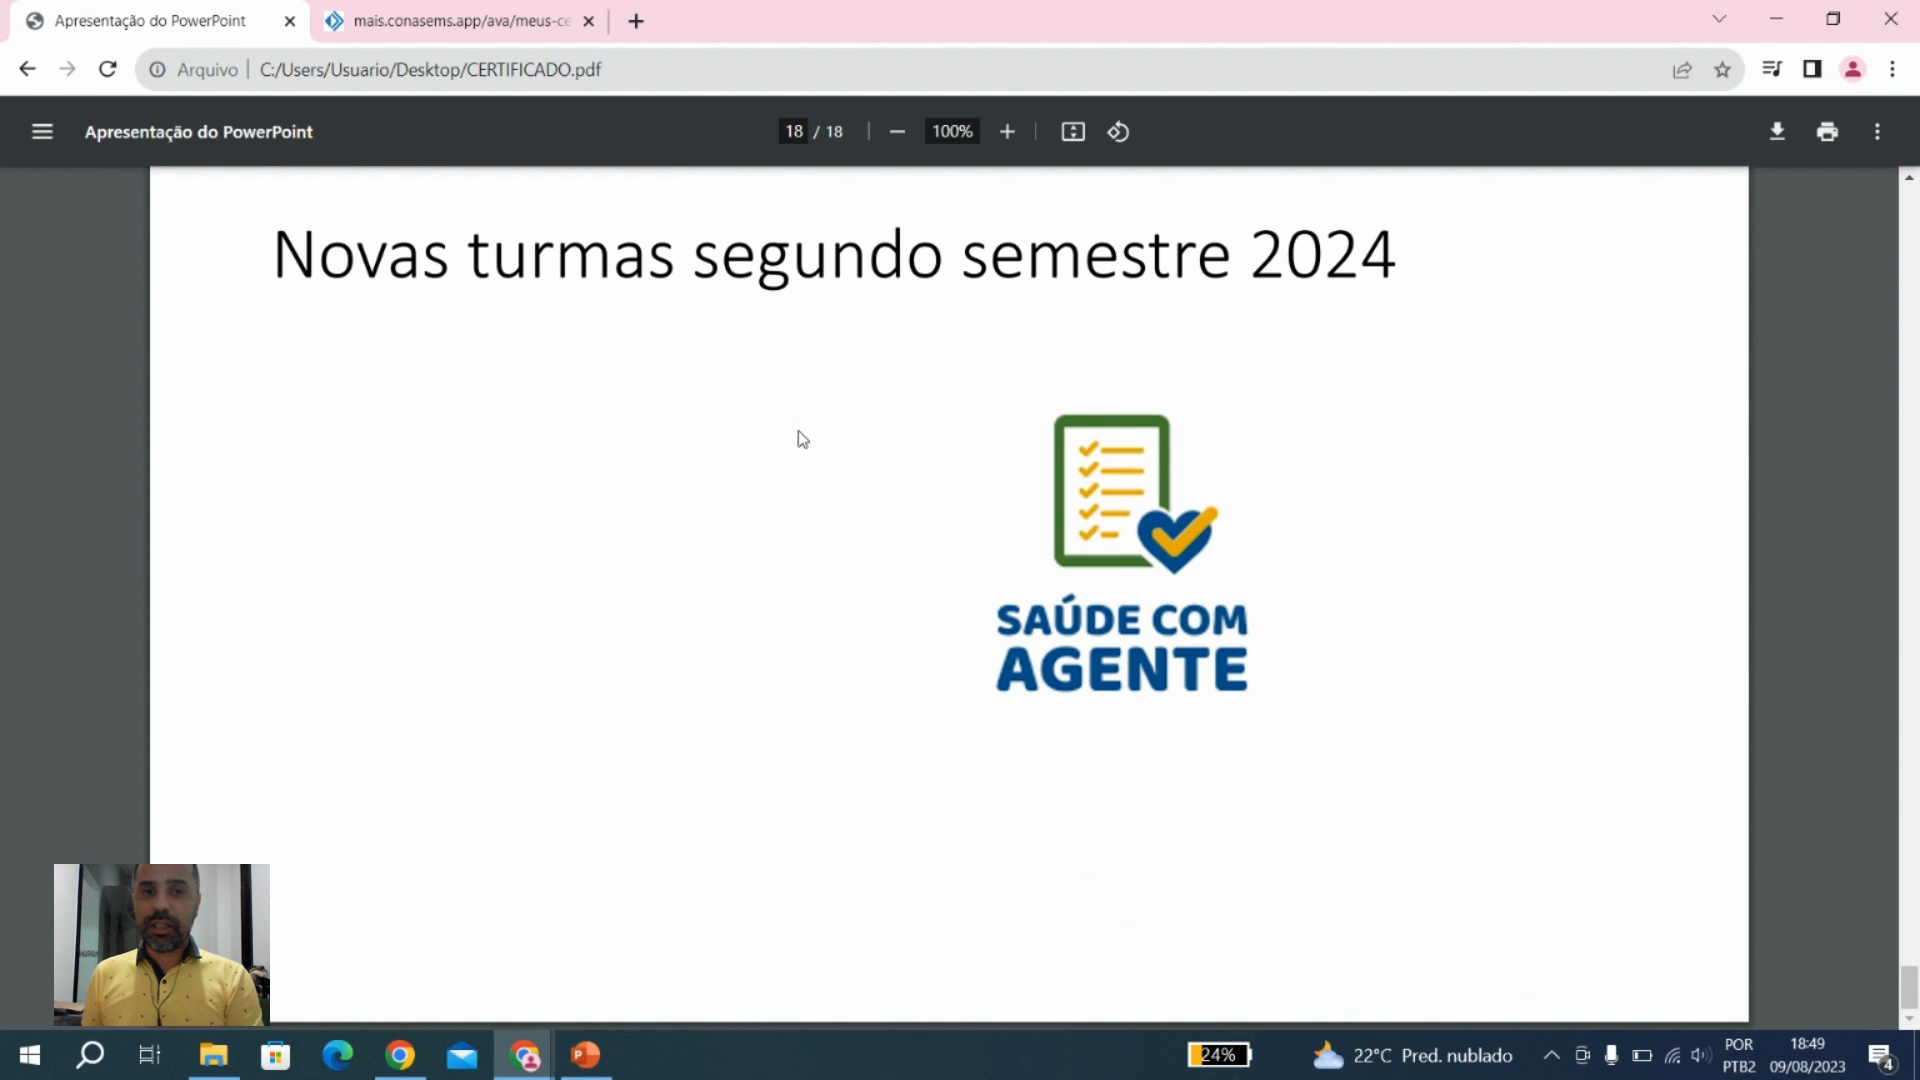 Apresentação do PowerPoint
mais.conasems.app/ava/meus-ce
Arquivo
C:/Users/Usuario/Desktop/CERTIFICADO.pdf
Apresentação do PowerPoint
18 / 18
100%
Novas turmas segundo semestre 2024
SAÚDE COM
AGENTE
24%
22°C Pred. nublado
POR
PTB2
18:49
09/08/2023
4